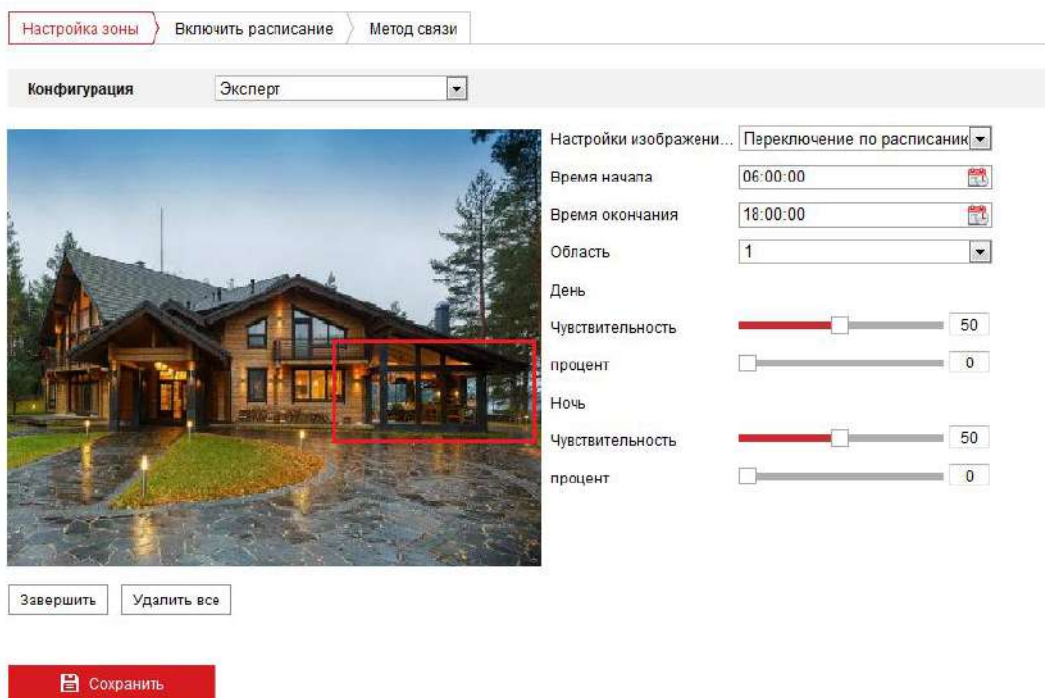 Настройка зоны Включить расписание Метод связи
Конфигурация Эксперт
Настройки изображени... Переключение по расписаник
Время начала 06:00:00
Время окончания 18:00:00
Область 1
День
Чувствительность 50
процент 0
Ночь
Чувствительность 50
процент 0
Завершить Удалить все
Сохранить